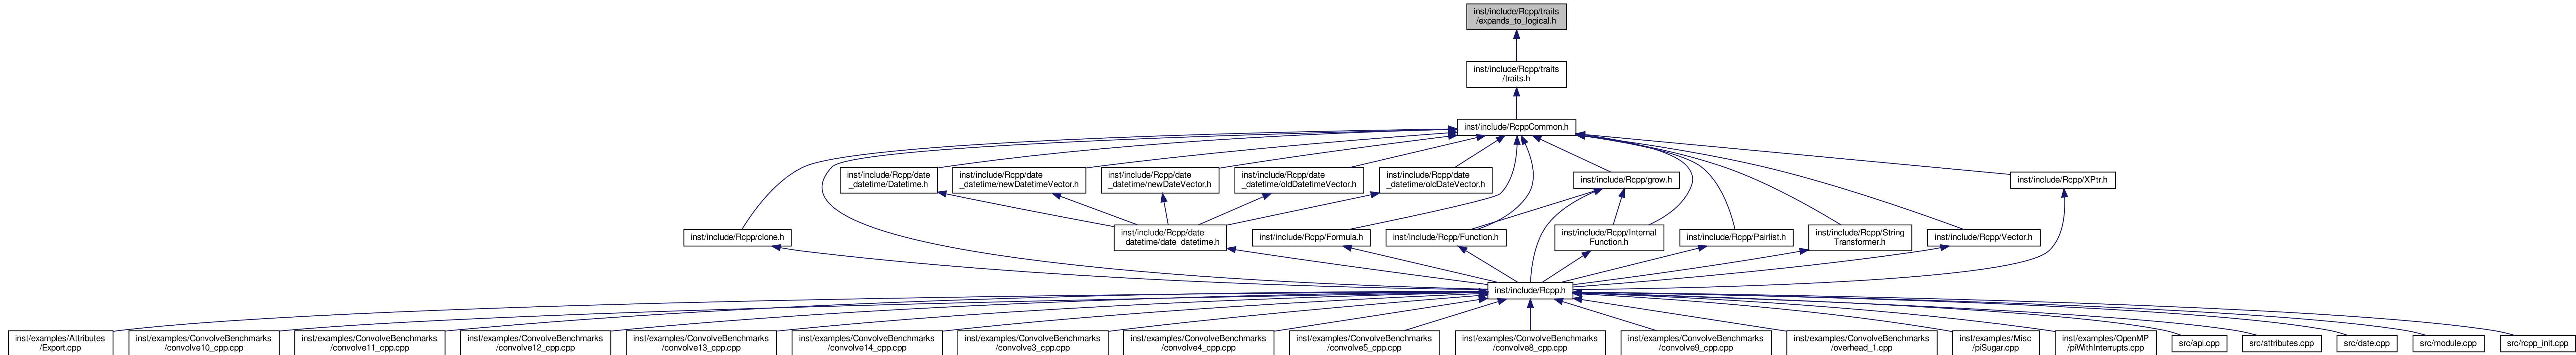 inst/include/Rcpp/traits
/expands_to_logical.h
inst/include/Rcpp/traits
/traits.h
inst/include/RcppCommon.h
inst/include/Rcpp/date
_datetime/Datetime.h
inst/include/Rcpp/date
_datetime/newDatetimeVector.h
inst/include/Rcpp/date
_datetime/newDateVector.h
inst/include/Rcpp/date
_datetime/oldDatetimeVector.h
inst/include/Rcpp/date
_datetime/oldDateVector.h
inst/include/Rcpp/grow.h
inst/include/Rcpp/XPtr.h
inst/include/Rcpp/clone.h
inst/include/Rcpp/date
_datetime/date_datetime.h
inst/include/Rcpp/Formula.h
inst/include/Rcpp/Function.h
inst/include/Rcpp/Internal
Function.h
inst/include/Rcpp/Pairlist.h
inst/include/Rcpp/String
Transformer.h
inst/include/Rcpp/Vector.h
inst/include/Rcpp.h
inst/examples/Attributes
/Export.cpp
inst/examples/ConvolveBenchmarks
/convolve10_cpp.cpp
inst/examples/ConvolveBenchmarks
/convolve11_cpp.cpp
inst/examples/ConvolveBenchmarks
/convolve12_cpp.cpp
inst/examples/ConvolveBenchmarks
/convolve13_cpp.cpp
inst/examples/ConvolveBenchmarks
/convolve14_cpp.cpp
inst/examples/ConvolveBenchmarks
/convolve3_cpp.cpp
inst/examples/ConvolveBenchmarks
/convolve4_cpp.cpp
inst/examples/ConvolveBenchmarks
/convolve5_cpp.cpp
inst/examples/ConvolveBenchmarks
/convolve8_cpp.cpp
inst/examples/ConvolveBenchmarks
/convolve9_cpp.cpp
inst/examples/ConvolveBenchmarks
/overhead_1.cpp
inst/examples/Misc
/piSugar.cpp
inst/examples/OpenMP
/piWithInterrupts.cpp
src/api.cpp
src/attributes.cpp
src/date.cpp
src/module.cpp
src/rcpp_init.cpp